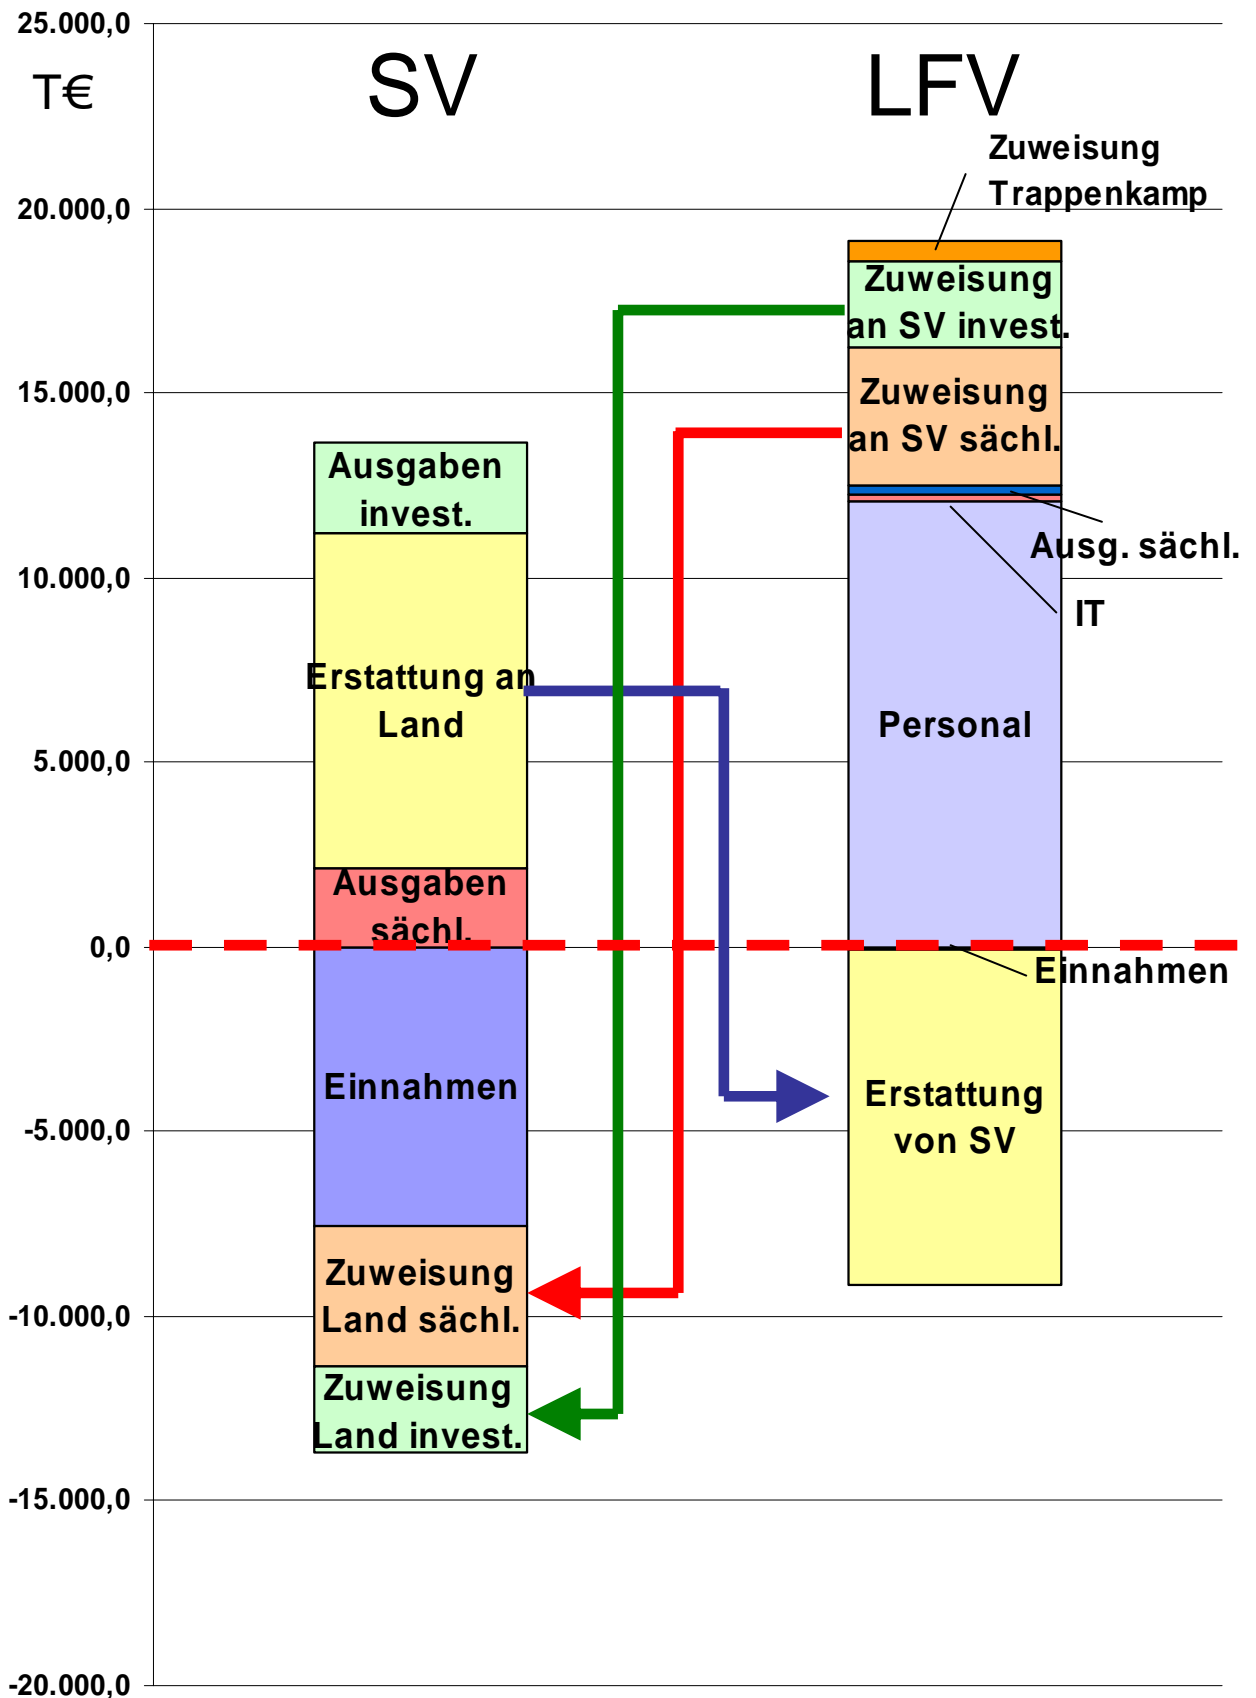 25.000,0
T€
SV
LFV
Zuweisung
Trappenkamp
20.000,0
Zuweisung
an SV invest.
15.000,0
Zuweisung
an SV sächl.
Ausgaben
invest.
Ausg. sächl.
10.000,0
IT
Erstattung an
Land
Personal
5.000,0
Ausgaben
sächl.
0,0
Einnahmen
Einnahmen
Erstattung
von SV
-5.000,0
Zuweisung
Land sächl.
-10.000,0
Zuweisung
Land invest.
-15.000,0
-20.000,0